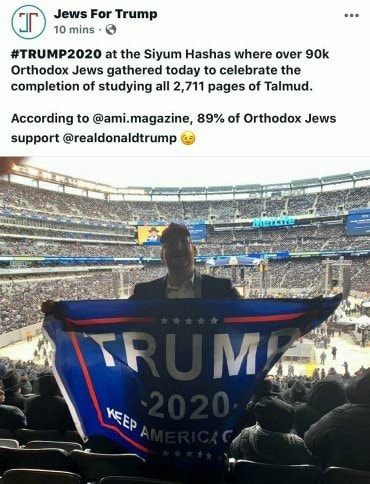 Jews For Trump
10 mins ·
#TRUMP2020 at the Siyum Hashas where over 90k
Orthodox Jews gathered today to celebrate the
completion of studying all 2,711 pages of Talmud.
According to @ami.magazine, 89% of Orthodox Jews
support @realdonaldtrump 😉
MetLife
TRUMP
-2020-
KEEP AMERICA G